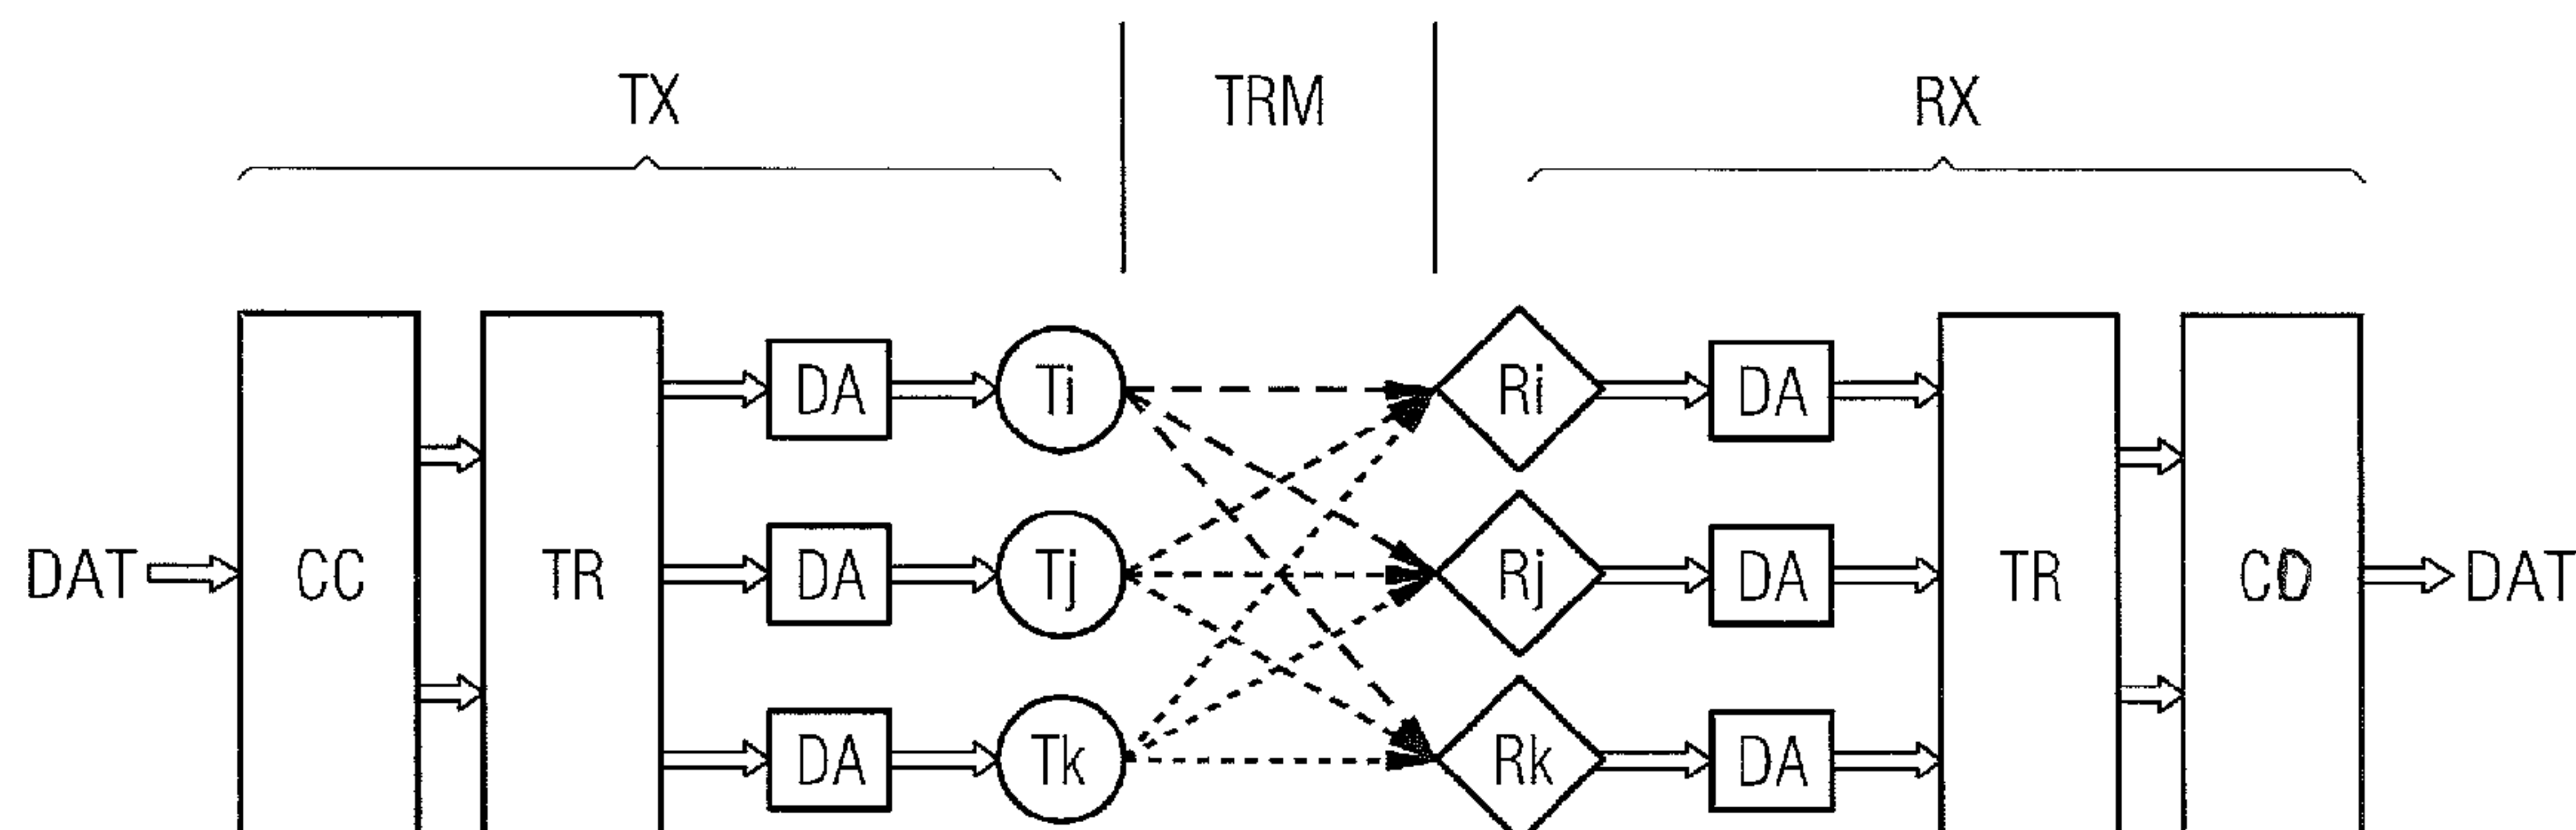 TX TRM RX
DA Ti Ri DA
DAT CC TR DA Tj Rj DA TR CD DAT
DA Tk Rk DA